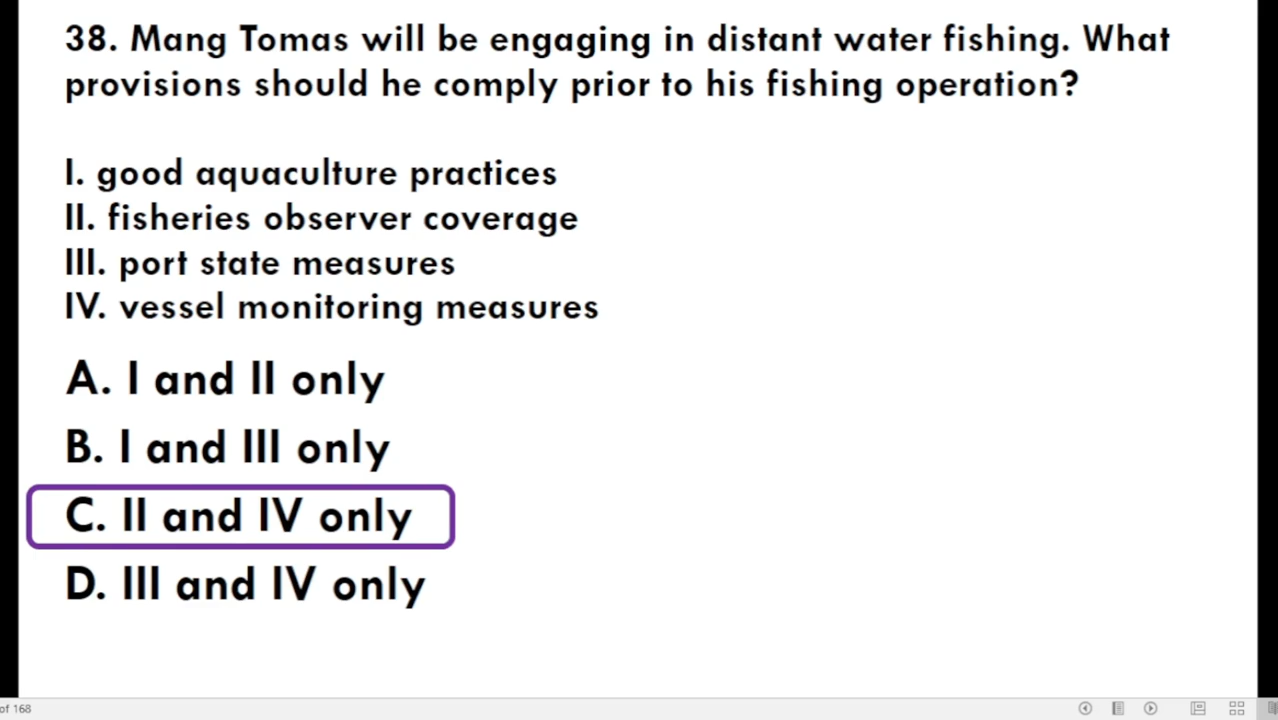 38. Mang Tomas will be engaging in distant water fishing. What
provisions should he comply prior to his fishing operation?
I. good aquaculture practices
II. fisheries observer coverage
III. port state measures
IV. vessel monitoring measures
A. I and II only
B. I and III only
C. II and IV only
D. III and IV only
of 168